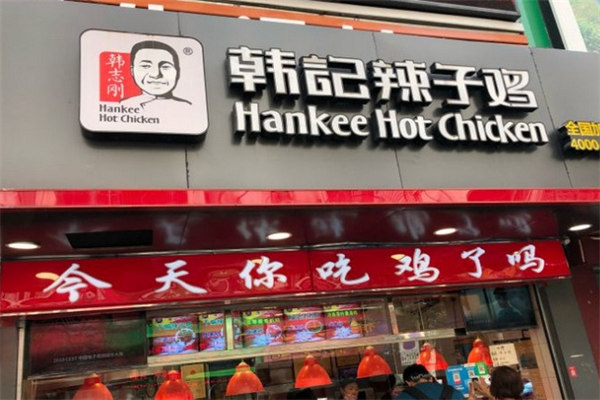 韩志刚
Hankee
Hot Chicken
®
韩記辣子鸡
Hankee Hot Chicken
全国加
4000
今天你吃鸡了吗